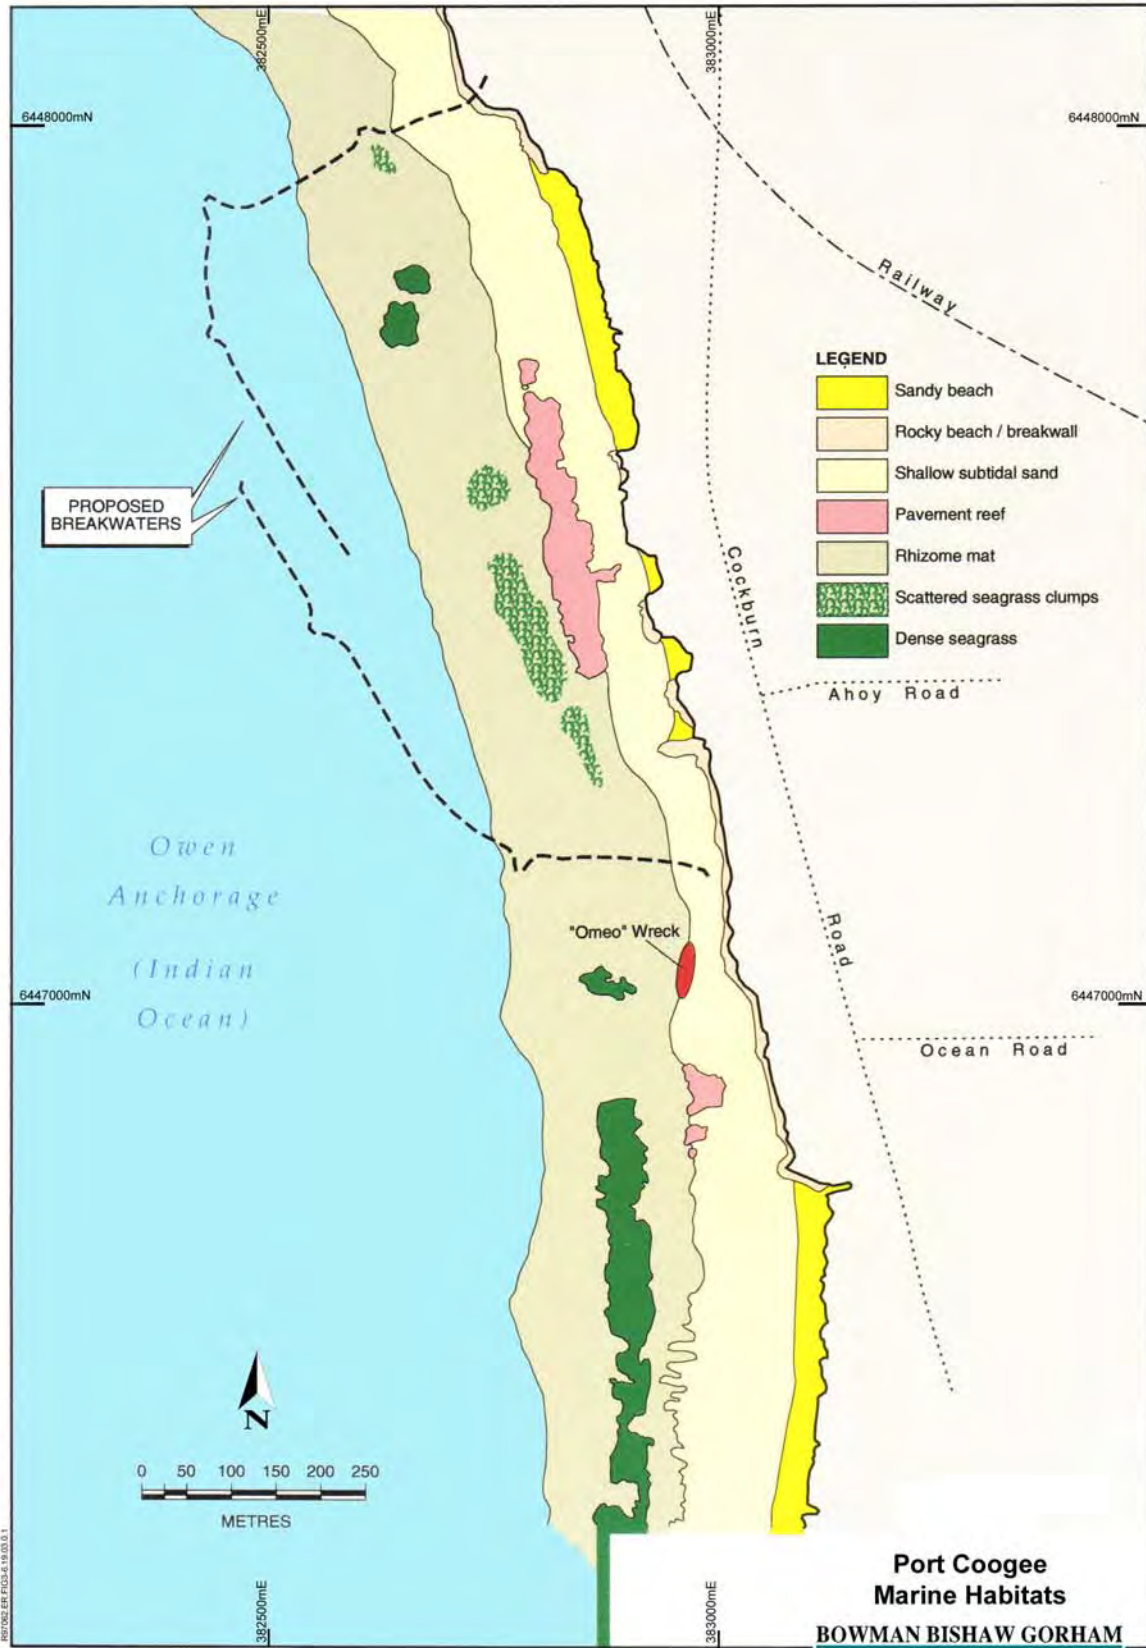 382500mE
383000mE
6448000mN
6448000mN
Railway
LEGEND
Sandy beach
Rocky beach / breakwall
Shallow subtidal sand
Pavement reef
Rhizome mat
Scattered seagrass clumps
Dense seagrass
PROPOSED
BREAKWATERS
Cockburn
Road
Ahoy Road
Owen
Anchorage
(Indian
Ocean)
"Omeo" Wreck
6447000mN
6447000mN
Ocean Road
N
0 50 100 150 200 250
METRES
382500mE
383000mE
Port Coogee
Marine Habitats
BOWMAN BISHAW GORHAM